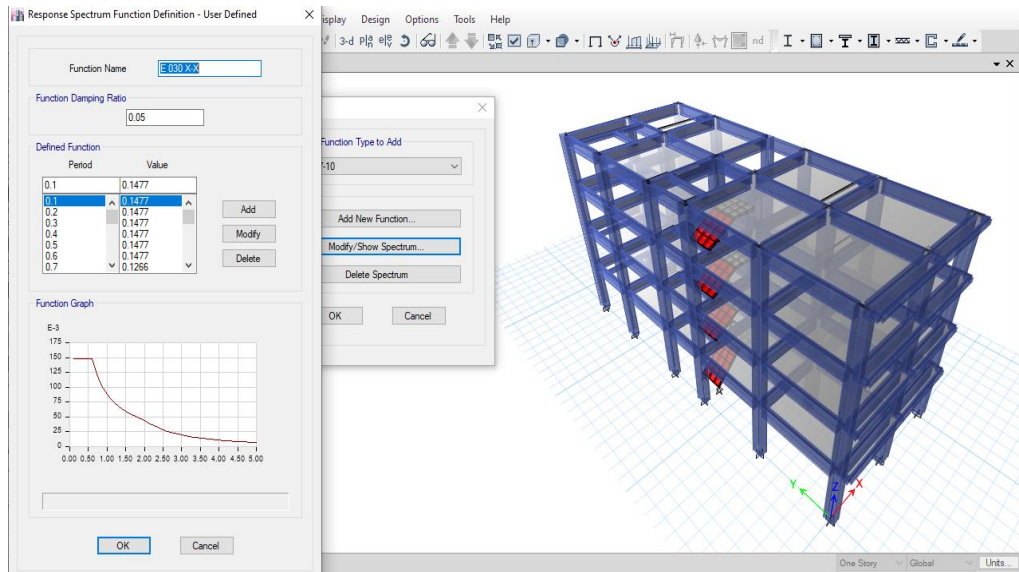 Response Spectrum Function Definition - User Defined
Display Design Options Tools Help
3-d
nd
Function Name E 030 X-X
Function Damping Ratio
0.05
Defined Function
Period Value
0.1 0.1477
0.1 0.1477
0.2 0.1477
0.3 0.1477
0.4 0.1477
0.5 0.1477
0.6 0.1477
0.7 0.1266
Add
Modify
Delete
Function Graph
E-3
175
150
125
100
75
50
25
0
0.00 0.50 1.00 1.50 2.00 2.50 3.00 3.50 4.00 4.50 5.00
OK Cancel
Function Type to Add
7-10
Add New Function...
Modify/Show Spectrum...
Delete Spectrum
OK Cancel
Y Z X
One Story Global Units...